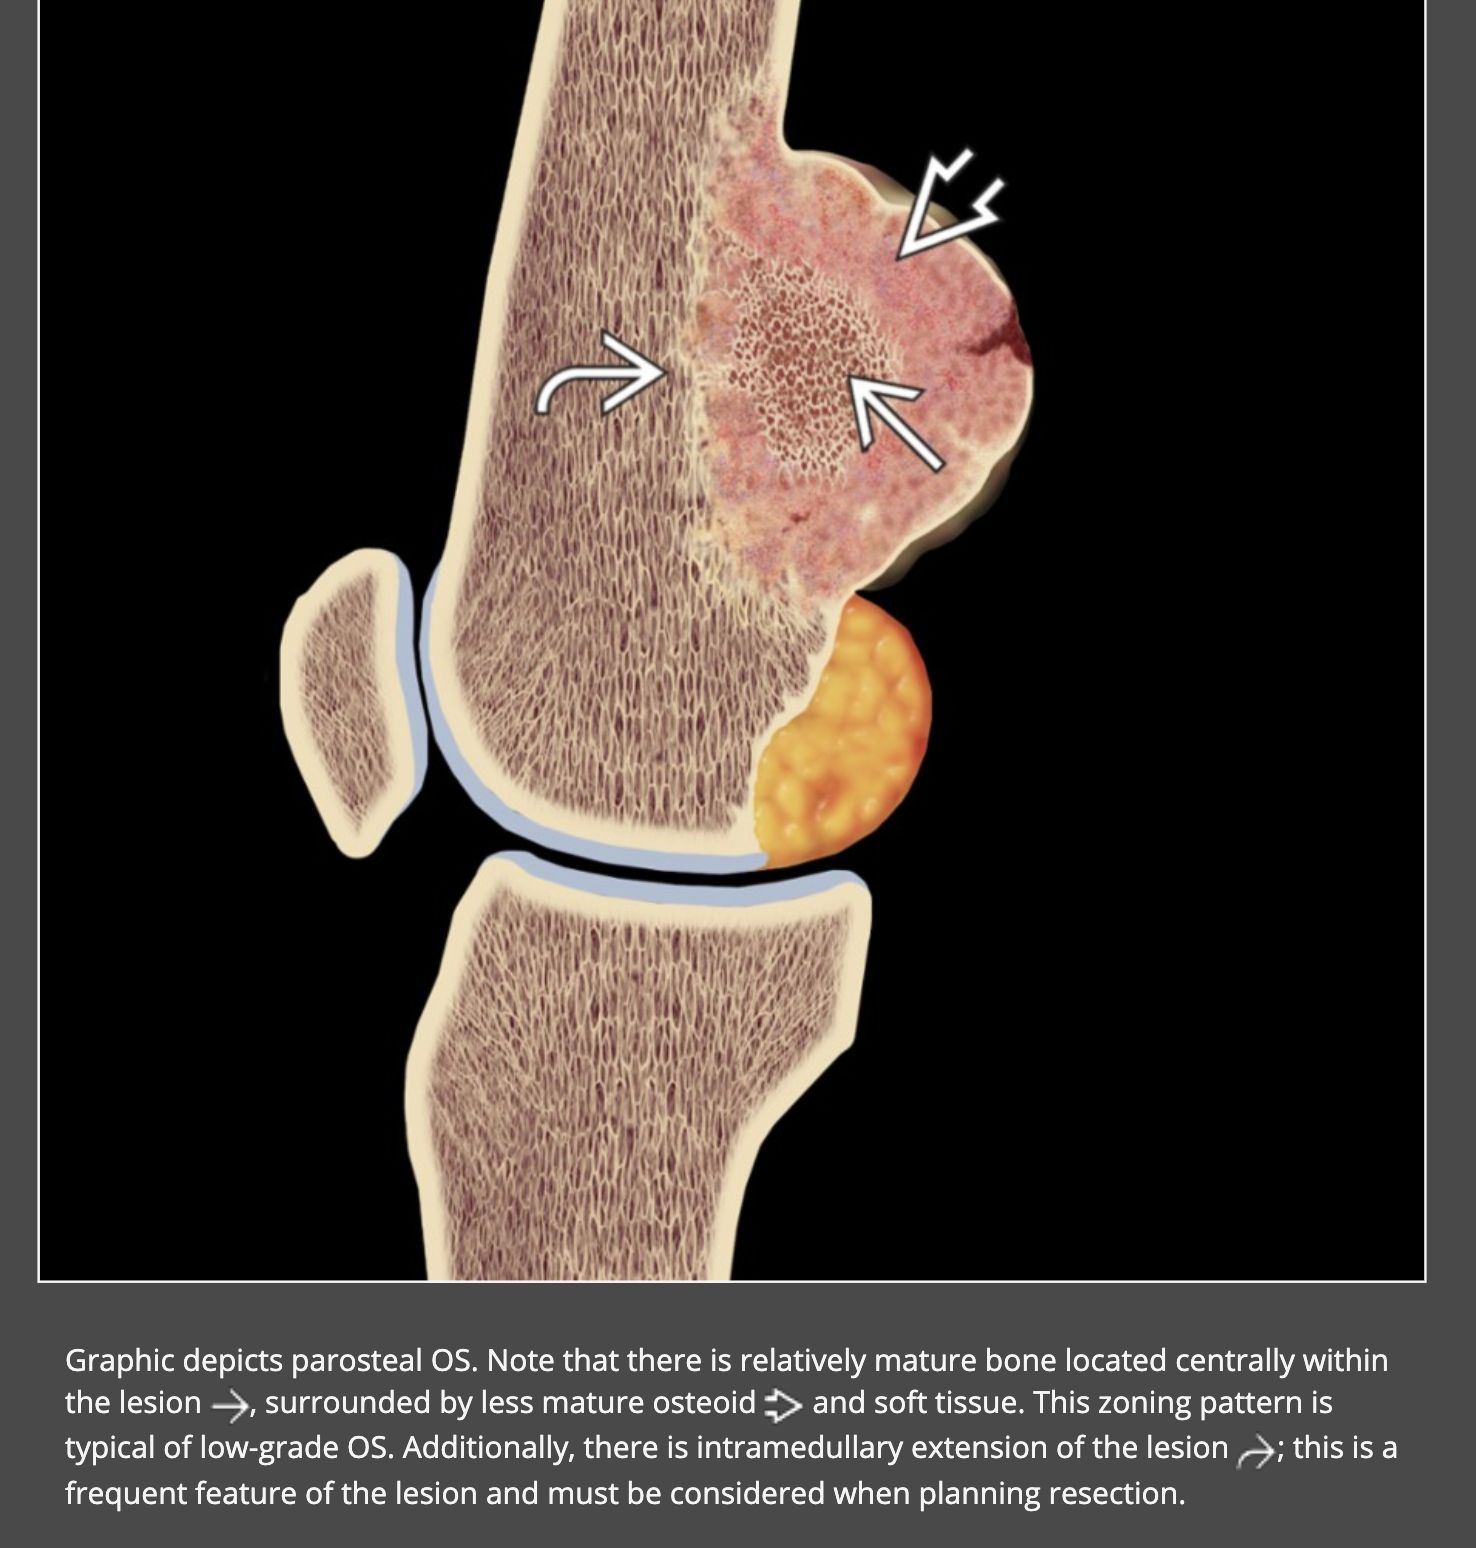 Graphic depicts parosteal OS. Note that there is relatively mature bone located centrally within
the lesion →, surrounded by less mature osteoid ⇨ and soft tissue. This zoning pattern is
typical of low-grade OS. Additionally, there is intramedullary extension of the lesion ↷; this is a
frequent feature of the lesion and must be considered when planning resection.